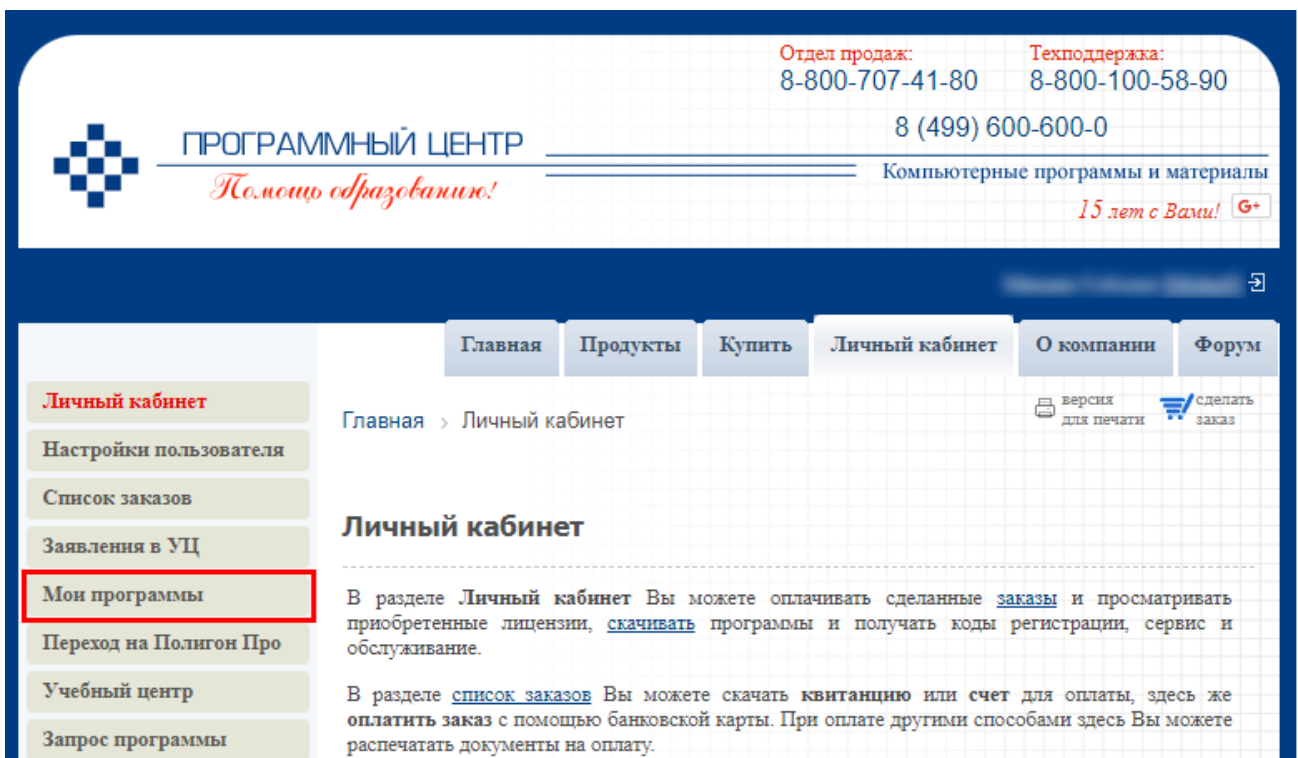 Отдел продаж:
8-800-707-41-80
Техподдержка:
8-800-100-58-90
8 (499) 600-600-0
ПРОГРАММНЫЙ ЦЕНТР
Помощь образованию!
Компьютерные программы и материалы
15 лет с Вами!
G+
Главная
Продукты
Купить
Личный кабинет
О компании
Форум
Личный кабинет
Настройки пользователя
Список заказов
Заявления в УЦ
Мои программы
Переход на Полигон Про
Учебный центр
Запрос программы
Главная > Личный кабинет
версия
для печати
сделать
заказ
Личный кабинет
В разделе Личный кабинет Вы можете оплачивать сделанные заказы и просматривать
приобретенные лицензии, скачивать программы и получать коды регистрации, сервис и
обслуживание.
В разделе список заказов Вы можете скачать квитанцию или счет для оплаты, здесь же
оплатить заказ с помощью банковской карты. При оплате другими способами здесь Вы можете
распечатать документы на оплату.